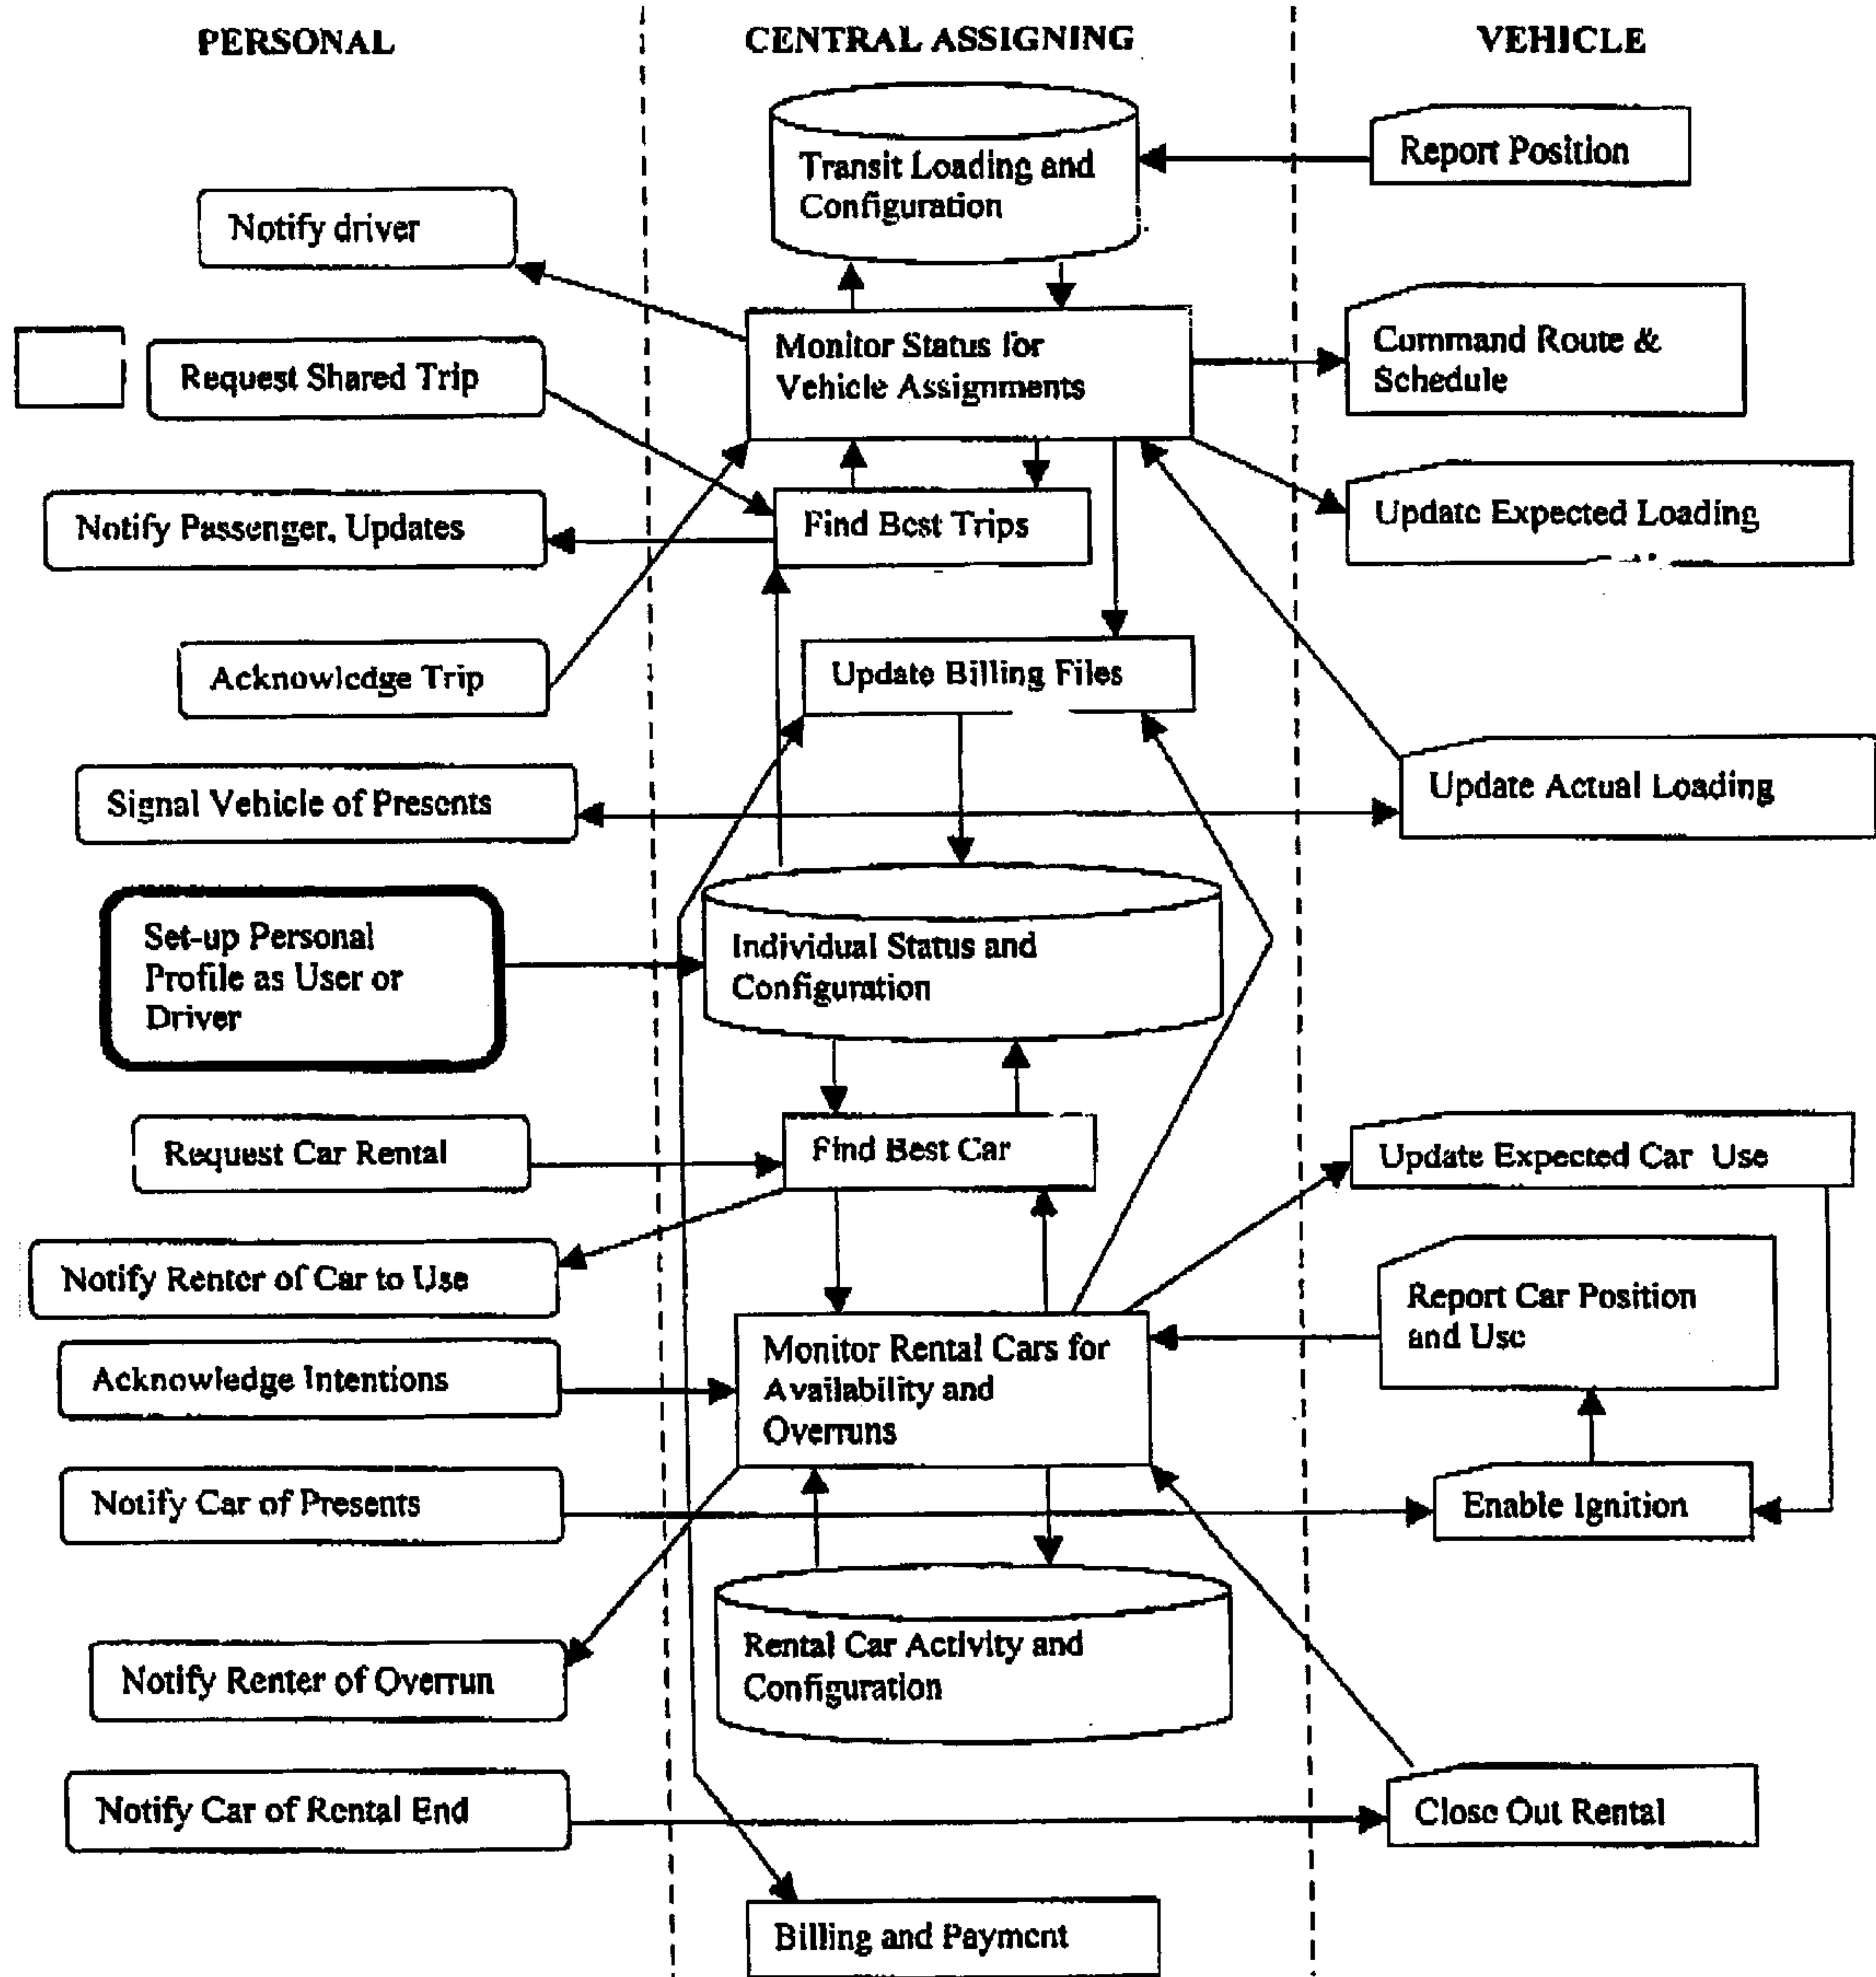 PERSONAL
CENTRAL ASSIGNING
VEHICLE
Transit Loading and
Configuration
Report Position
Notify driver
Monitor Status for
Vehicle Assignments
Command Route &
Schedule
Request Shared Trip
Notify Passenger, Updates
Find Best Trips
Update Expected Loading
Acknowledge Trip
Update Billing Files
Signal Vehicle of Presents
Update Actual Loading
Set-up Personal
Profile as User or
Driver
Individual Status and
Configuration
Request Car Rental
Find Best Car
Update Expected Car Use
Notify Renter of Car to Use
Report Car Position
and Use
Acknowledge Intentions
Monitor Rental Cars for
Availability and
Overruns
Notify Car of Presents
Enable Ignition
Notify Renter of Overrun
Rental Car Activity and
Configuration
Notify Car of Rental End
Close Out Rental
Billing and Payment